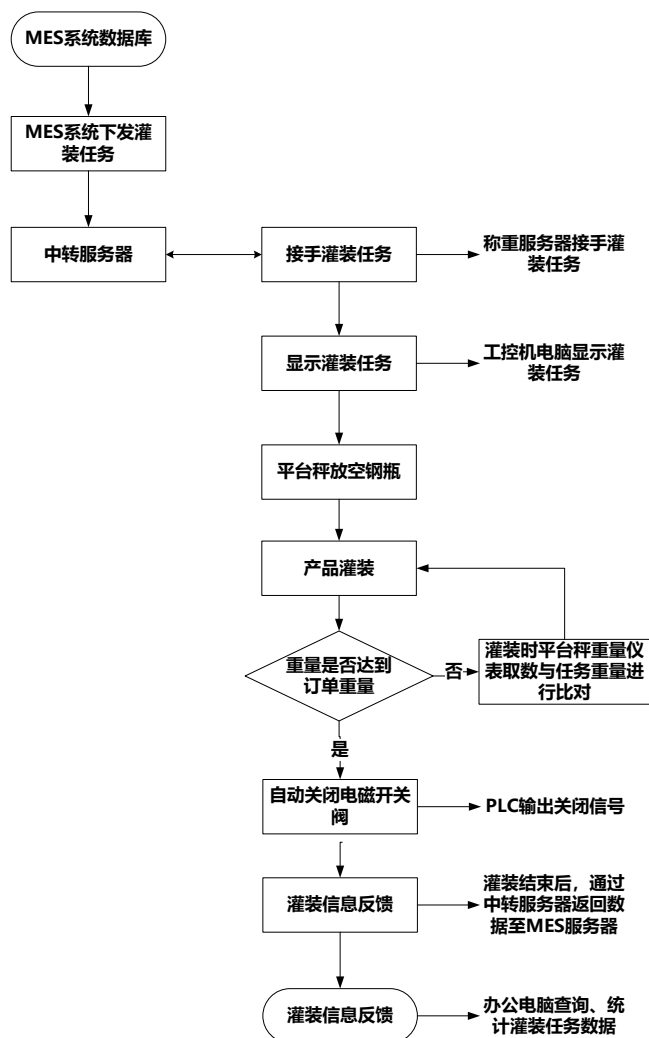 MES系统数据库
MES系统下发灌
装任务
中转服务器
接手灌装任务
称重服务器接手灌
装任务
显示灌装任务
工控机电脑显示灌
装任务
平台秤放空钢瓶
产品灌装
重量是否达到
订单重量
否
灌装时平台秤重量仪
表取数与任务重量进
行比对
是
自动关闭电磁开关
阀
PLC输出关闭信号
灌装信息反馈
灌装结束后，通过
中转服务器返回数
据至MES服务器
灌装信息反馈
办公电脑查询、统
计灌装任务数据